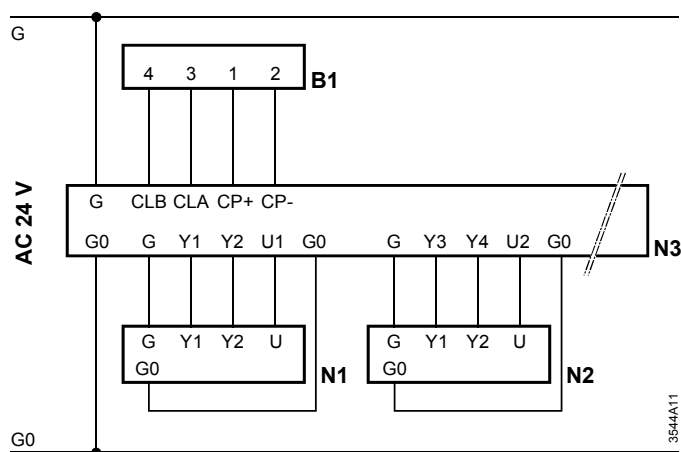 G
4 3 1 2
B1
AC 24 V
G CLB CLA CP+ CP-
G0 G Y1 Y2 U1 G0 G Y3 Y4 U2 G0
N3
G Y1 Y2 U
G0
N1
G Y1 Y2 U
G0
N2
G0
3544A11